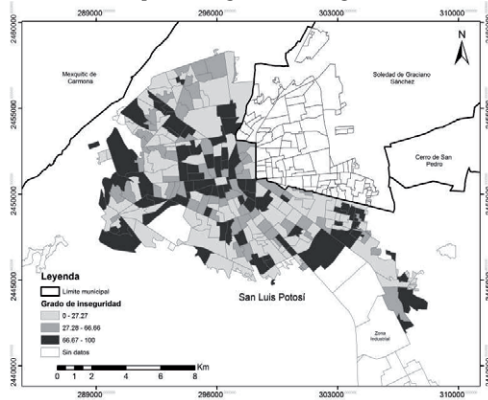 289000 296000 303000 310000
2460000
2455000
2450000
2445000
2440000
N
Mexquitic de
Carmona
Soledad de Graciano
Sánchez
Cerro de San
Pedro
San Luis Potosí
Zona
Industrial
Leyenda
Límite municipal
Grado de inseguridad
0 - 27.27
27.28 - 66.66
66.67 - 100
Sin datos
Km
0 1 2 4 6 8
289000 296000 303000 310000